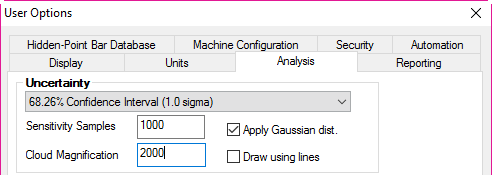 User Options
Hidden-Point Bar Database Machine Configuration Security Automation
Display Units Analysis Reporting
Uncertainty
68.26% Confidence Interval (1.0 sigma)
Sensitivity Samples 1000 Apply Gaussian dist.
Cloud Magnification 2000 Draw using lines